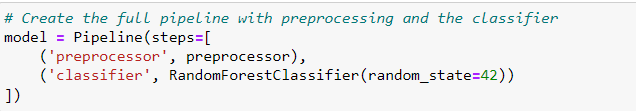 # Create the full pipeline with preprocessing and the classifier
model = Pipeline(steps=[
    ('preprocessor', preprocessor),
    ('classifier', RandomForestClassifier(random_state=42))
])